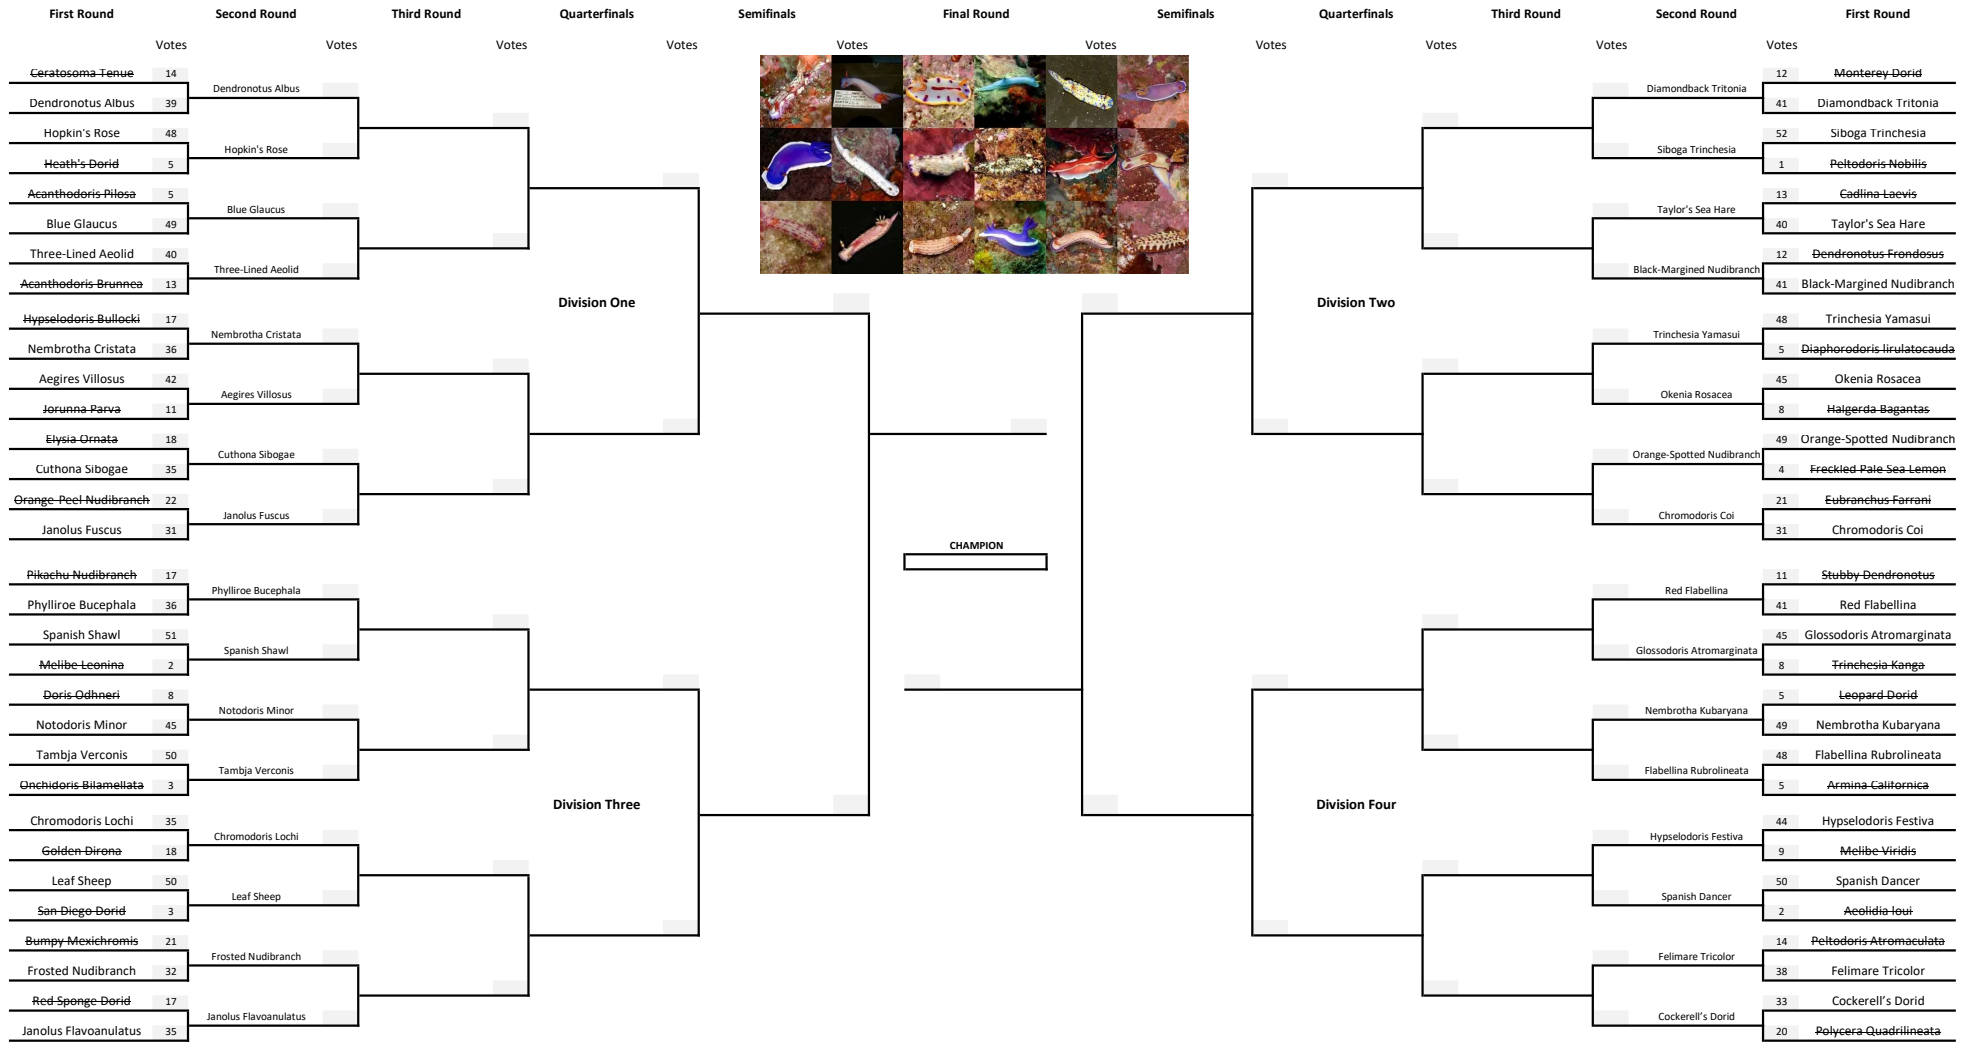 First Round Second Round Third Round Quarterfinals Semifinals Final Round Semifinals Quarterfinals Third Round Second Round First Round
Votes Votes Votes Votes Votes Votes Votes Votes Votes Votes
Ceratosoma Tenue 14 12 Monterey Dorid
Dendronotus Albus Diamondback Tritonia
Dendronotus Albus 39 41 Diamondback Tritonia
Hopkin's Rose 48 52 Siboga Trinchesia
Hopkin's Rose Siboga Trinchesia
Heath's Dorid 5 1 Peltodoris Nobilis
Acanthodoris Pilosa 5 13 Cadlina Laevis
Blue Glaucus Taylor's Sea Hare
Blue Glaucus 49 40 Taylor's Sea Hare
Three-Lined Aeolid 40 12 Dendronotus Frondosus
Three-Lined Aeolid Black-Margined Nudibranch
Acanthodoris Brunnea 13 41 Black-Margined Nudibranch
Division One Division Two
Hypselodoris Bullocki 17 48 Trinchesia Yamasui
Nembrotha Cristata Trinchesia Yamasui
Nembrotha Cristata 36 5 Diaphorodoris lirulatocauda
Aegires Villosus 42 45 Okenia Rosacea
Aegires Villosus Okenia Rosacea
Jorunna Parva 11 8 Halgerda Bagantas
Elysia Ornata 18 49 Orange-Spotted Nudibranch
Cuthona Sibogae Orange-Spotted Nudibranch
Cuthona Sibogae 35 4 Freckled Pale Sea Lemon
Orange-Peel Nudibranch 22 21 Eubranchus Farrani
Janolus Fuscus Chromodoris Coi
Janolus Fuscus 31 31 Chromodoris Coi
CHAMPION
Pikachu Nudibranch 17 11 Stubby Dendronotus
Phylliroe Bucephala Red Flabellina
Phylliroe Bucephala 36 41 Red Flabellina
Spanish Shawl 51 45 Glossodoris Atromarginata
Spanish Shawl Glossodoris Atromarginata
Melibe Leonina 2 8 Trinchesia Kanga
Doris Odhneri 8 5 Leopard Dorid
Notodoris Minor Nembrotha Kubaryana
Notodoris Minor 45 49 Nembrotha Kubaryana
Tambja Verconis 50 48 Flabellina Rubrolineata
Tambja Verconis Flabellina Rubrolineata
Onchidoris Bilamellata 3 5 Armina Californica
Division Three Division Four
Chromodoris Lochi 35 44 Hypselodoris Festiva
Chromodoris Lochi Hypselodoris Festiva
Golden Dirona 18 9 Melibe Viridis
Leaf Sheep 50 50 Spanish Dancer
Leaf Sheep Spanish Dancer
San Diego Dorid 3 2 Aeolidia loui
Bumpy Mexichromis 21 14 Peltodoris Atromaculata
Frosted Nudibranch Felimare Tricolor
Frosted Nudibranch 32 38 Felimare Tricolor
Red Sponge Dorid 17 33 Cockerell's Dorid
Janolus Flavoanulatus Cockerell's Dorid
Janolus Flavoanulatus 35 20 Polycera Quadrilineata